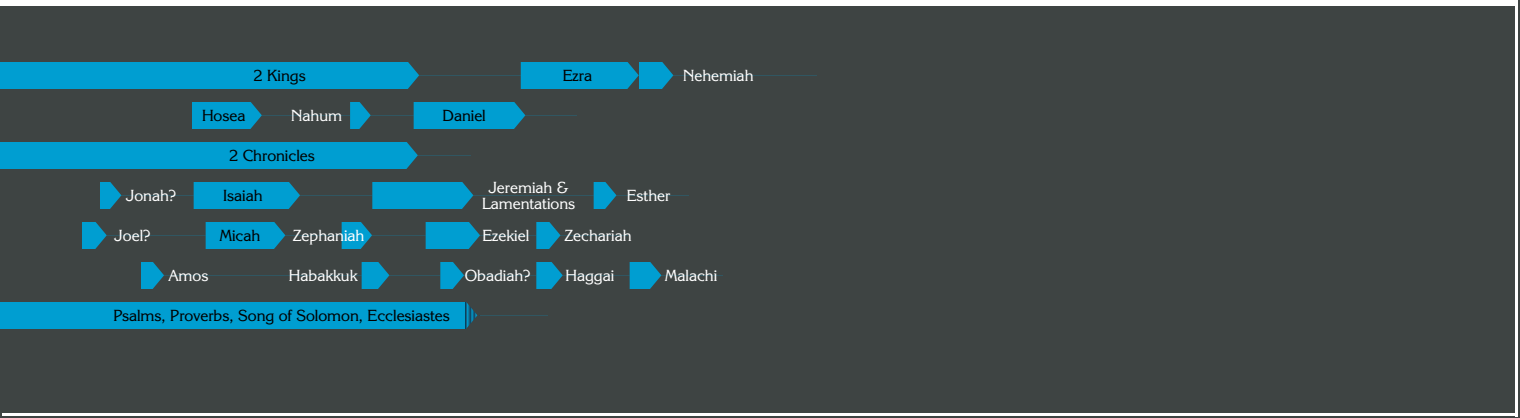 2 Kings Ezra Nehemiah
Hosea Nahum Daniel
2 Chronicles
Jonah? Isaiah Jeremiah &
Lamentations Esther
Joel? Micah Zephaniah Ezekiel Zechariah
Amos Habakkuk Obadiah? Haggai Malachi
Psalms, Proverbs, Song of Solomon, Ecclesiastes